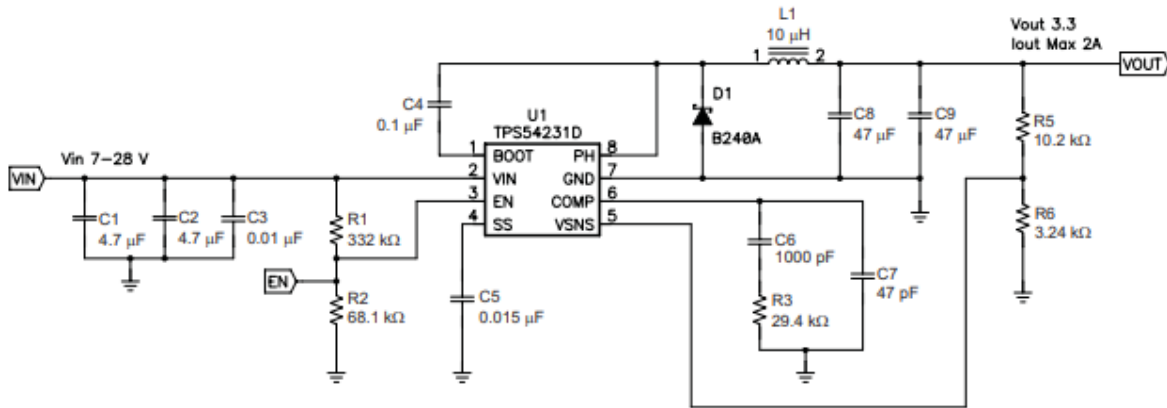 L1
10 μH
1 2
Vout 3.3
Iout Max 2A
VOUT
C4
0.1 μF
D1
B240A
C8
47 μF
C9
47 μF
R5
10.2 kΩ
U1
TPS54231D
1 BOOT PH 8
2 VIN GND 7
3 EN COMP 6
4 SS VSNS 5
Vin 7-28 V
VIN
C1
4.7 μF
C2
4.7 μF
C3
0.01 μF
R1
332 kΩ
EN
R2
68.1 kΩ
C5
0.015 μF
C6
1000 pF
R3
29.4 kΩ
C7
47 pF
R6
3.24 kΩ